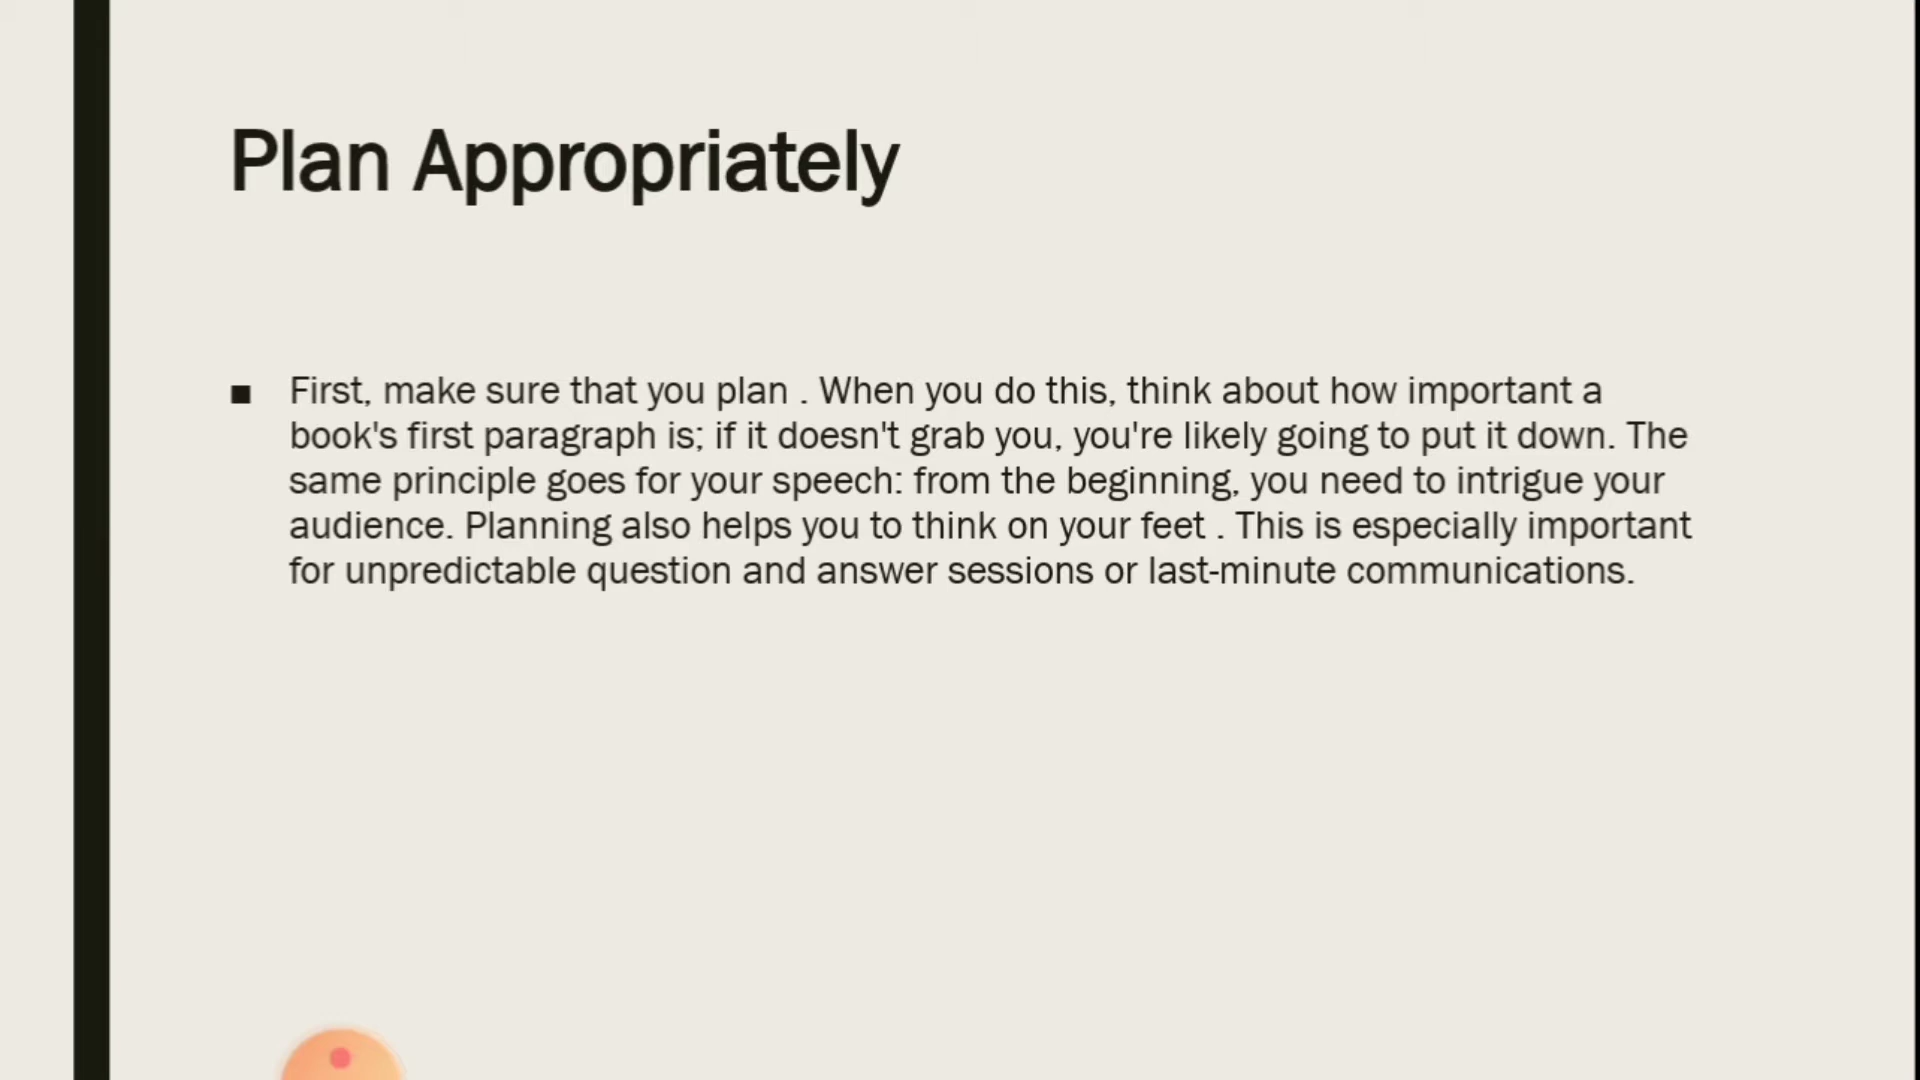 Plan Appropriately
■ First, make sure that you plan . When you do this, think about how important a
book's first paragraph is; if it doesn't grab you, you're likely going to put it down. The
same principle goes for your speech: from the beginning, you need to intrigue your
audience. Planning also helps you to think on your feet . This is especially important
for unpredictable question and answer sessions or last-minute communications.